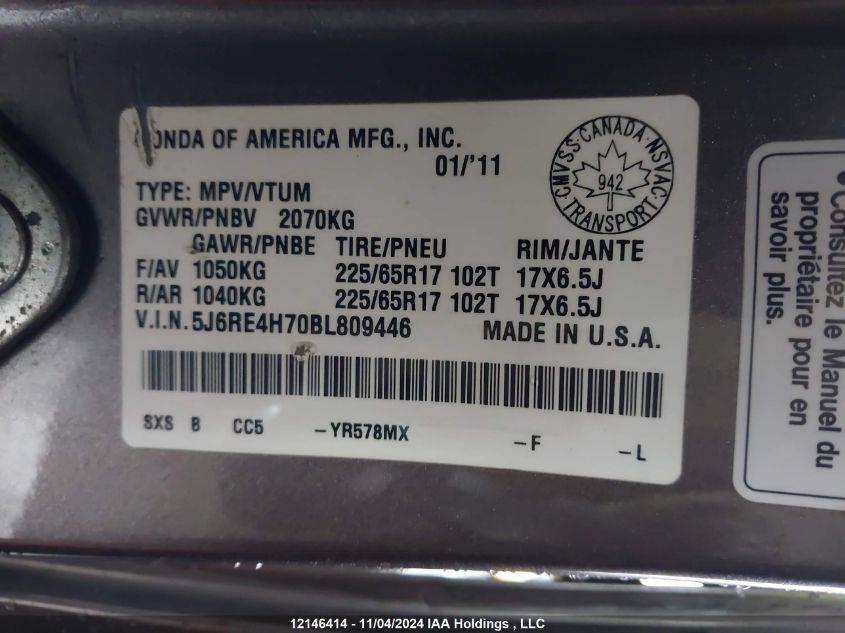 HONDA OF AMERICA MFG., INC.
01/'11
TYPE: MPV/VTUM
GVWR/PNBV 2070KG
GAWR/PNBE TIRE/PNEU RIM/JANTE
F/AV 1050KG 225/65R17 102T 17X6.5J
R/AR 1040KG 225/65R17 102T 17X6.5J
V.I.N. 5J6RE4H70BL809446 MADE IN U.S.A.
SXS B CC5 -YR578MX -F -L
CMVSS·CANADA·NSVAC
942
TRANSPORT
•Consultez le Manuel du
propriétaire pour en
savoir plus.
12146414 - 11/04/2024 IAA Holdings , LLC